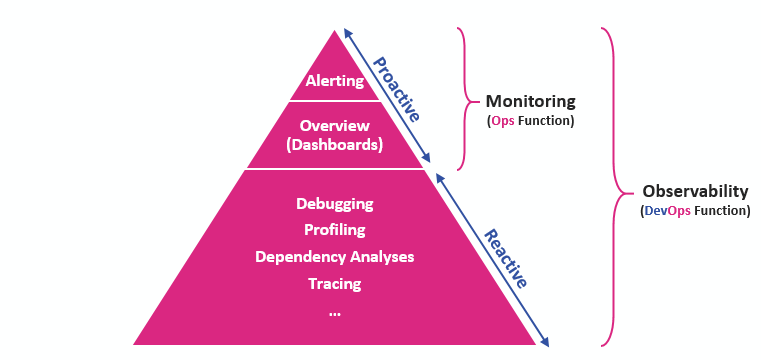 Alerting
Overview
(Dashboards)
Debugging
Profiling
Dependency Analyses
Tracing
...
Proactive
Reactive
Monitoring
(Ops Function)
Observability
(DevOps Function)